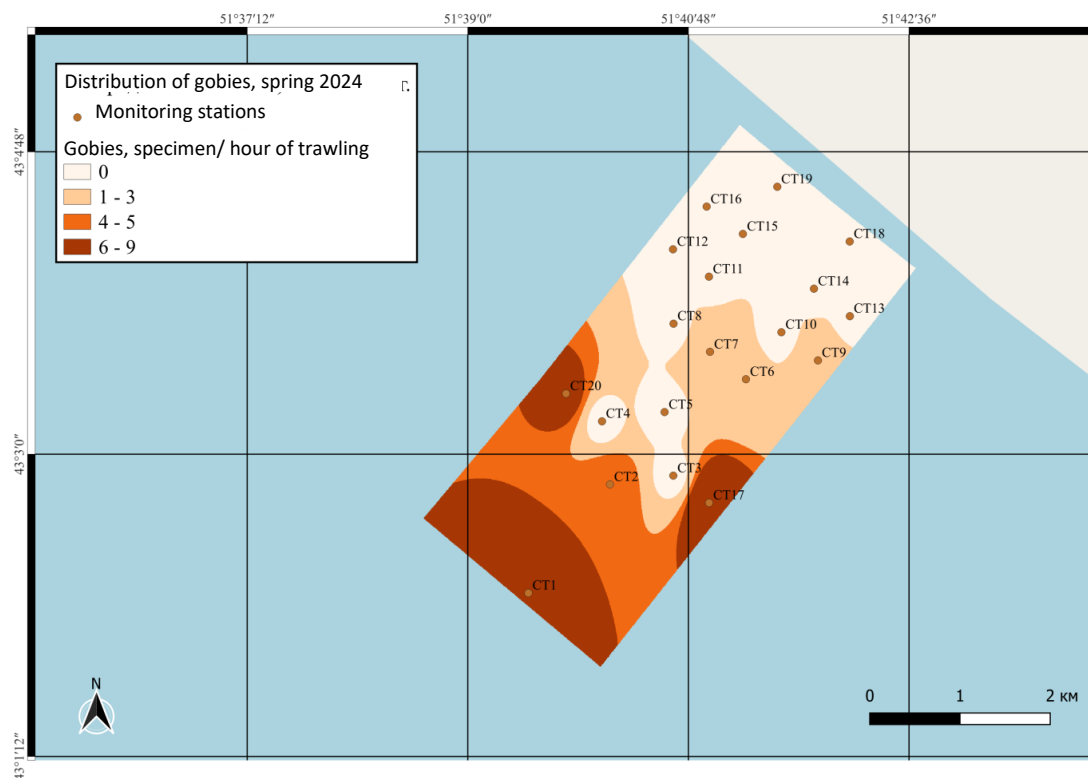 51°37′12″ 51°39′0″ 51°40′48″ 51°42′36″
43°4′48″
43°3′0″
43°1′12″
Distribution of gobies, spring 2024
Monitoring stations
Gobies, specimen/ hour of trawling
0
1 - 3
4 - 5
6 - 9
CT19
CT16
CT15
CT18
CT12
CT11
CT14
CT13
CT8
CT10
CT7
CT9
CT6
CT20
CT5
CT4
CT3
CT2
CT17
CT1
N
0 1 2 км